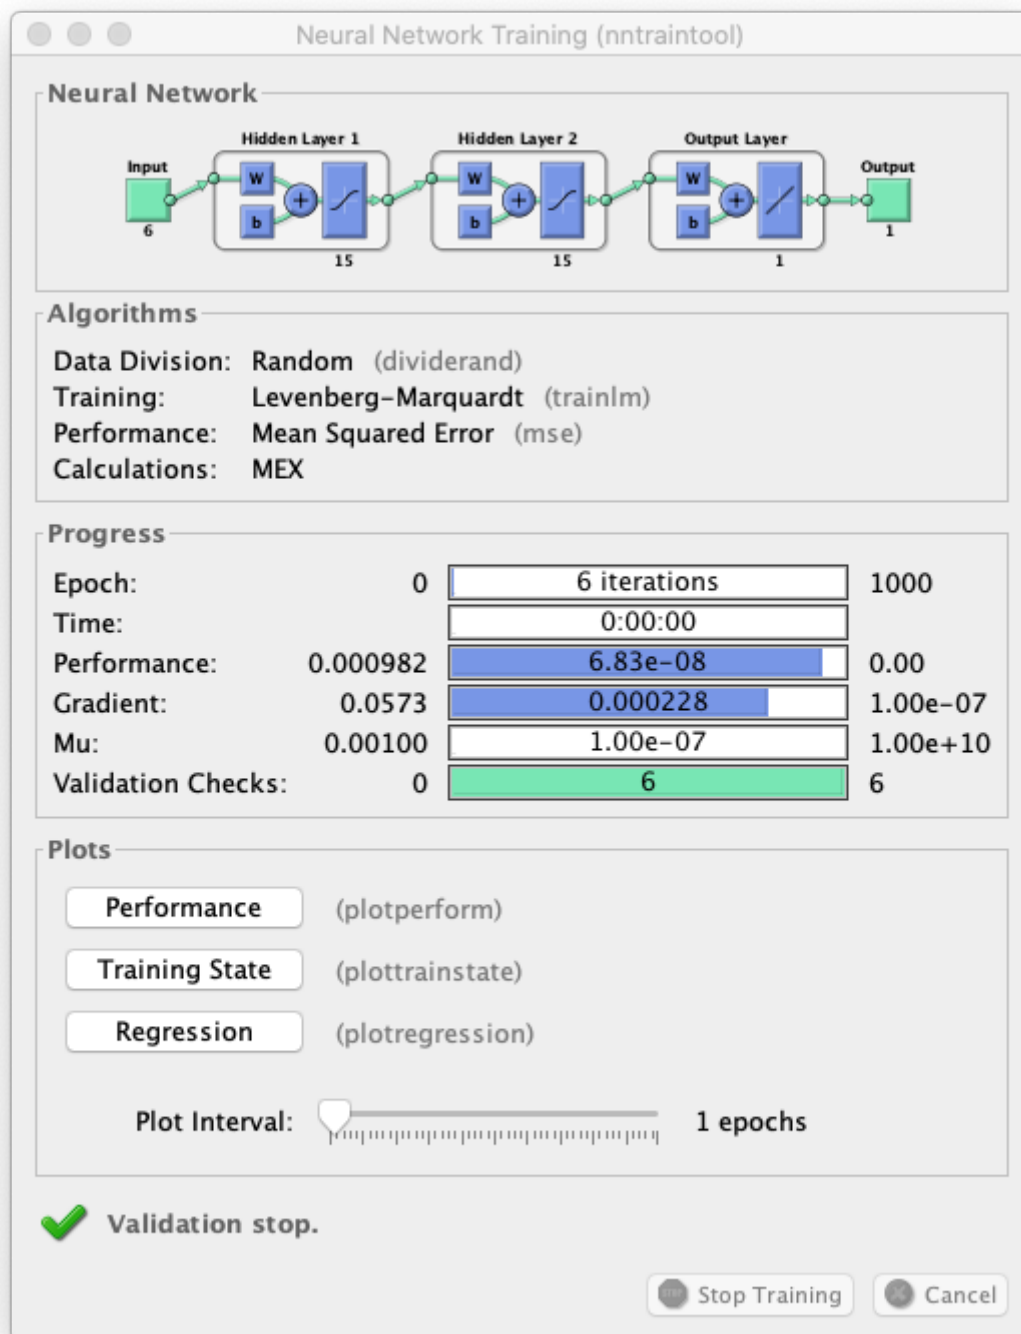 Neural Network Training (nntraintool)
Neural Network
Hidden Layer 1 Hidden Layer 2 Output Layer
Input Output
W W W
+ + +
b b b
6 1
15 15 1
Algorithms
Data Division: Random (dividerand)
Training: Levenberg-Marquardt (trainlm)
Performance: Mean Squared Error (mse)
Calculations: MEX
Progress
Epoch: 0 6 iterations 1000
Time: 0:00:00
Performance: 0.000982 6.83e-08 0.00
Gradient: 0.0573 0.000228 1.00e-07
Mu: 0.00100 1.00e-07 1.00e+10
Validation Checks: 0 6 6
Plots
Performance (plotperform)
Training State (plottrainstate)
Regression (plotregression)
Plot Interval: 1 epochs
Validation stop.
Stop Training Cancel